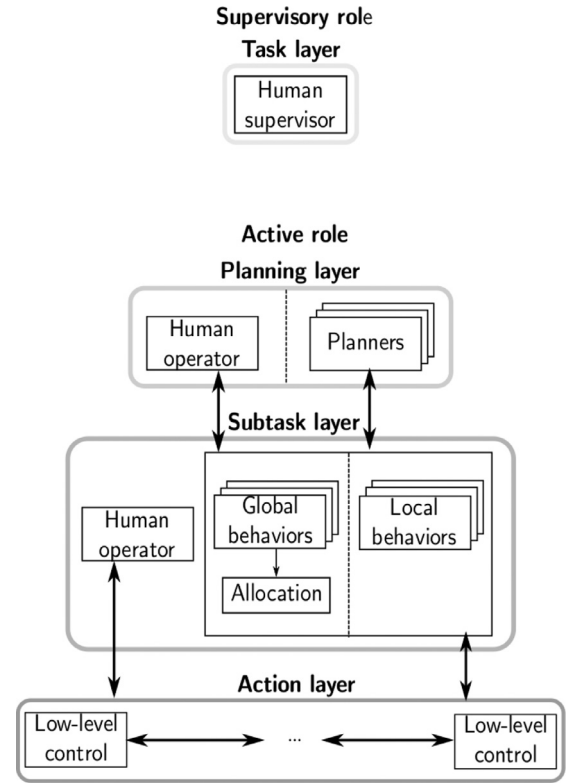 Supervisory role
Task layer
Human
supervisor
Active role
Planning layer
Human
operator
Planners
Subtask layer
Human
operator
Global
behaviors
Allocation
Local
behaviors
Action layer
Low-level
control
...
Low-level
control